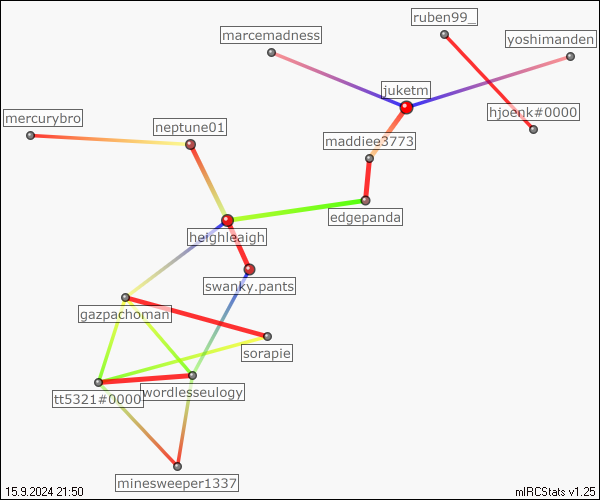 ruben99_
marcemadness
yoshimanden
juketm
hjoenk#0000
mercurybro
neptune01
maddiee3773
edgepanda
heighleaigh
swanky.pants
gazpachoman
sorapie
wordlesseulogy
tt5321#0000
minesweeper1337
15.9.2024 21:50
mIRCStats v1.25